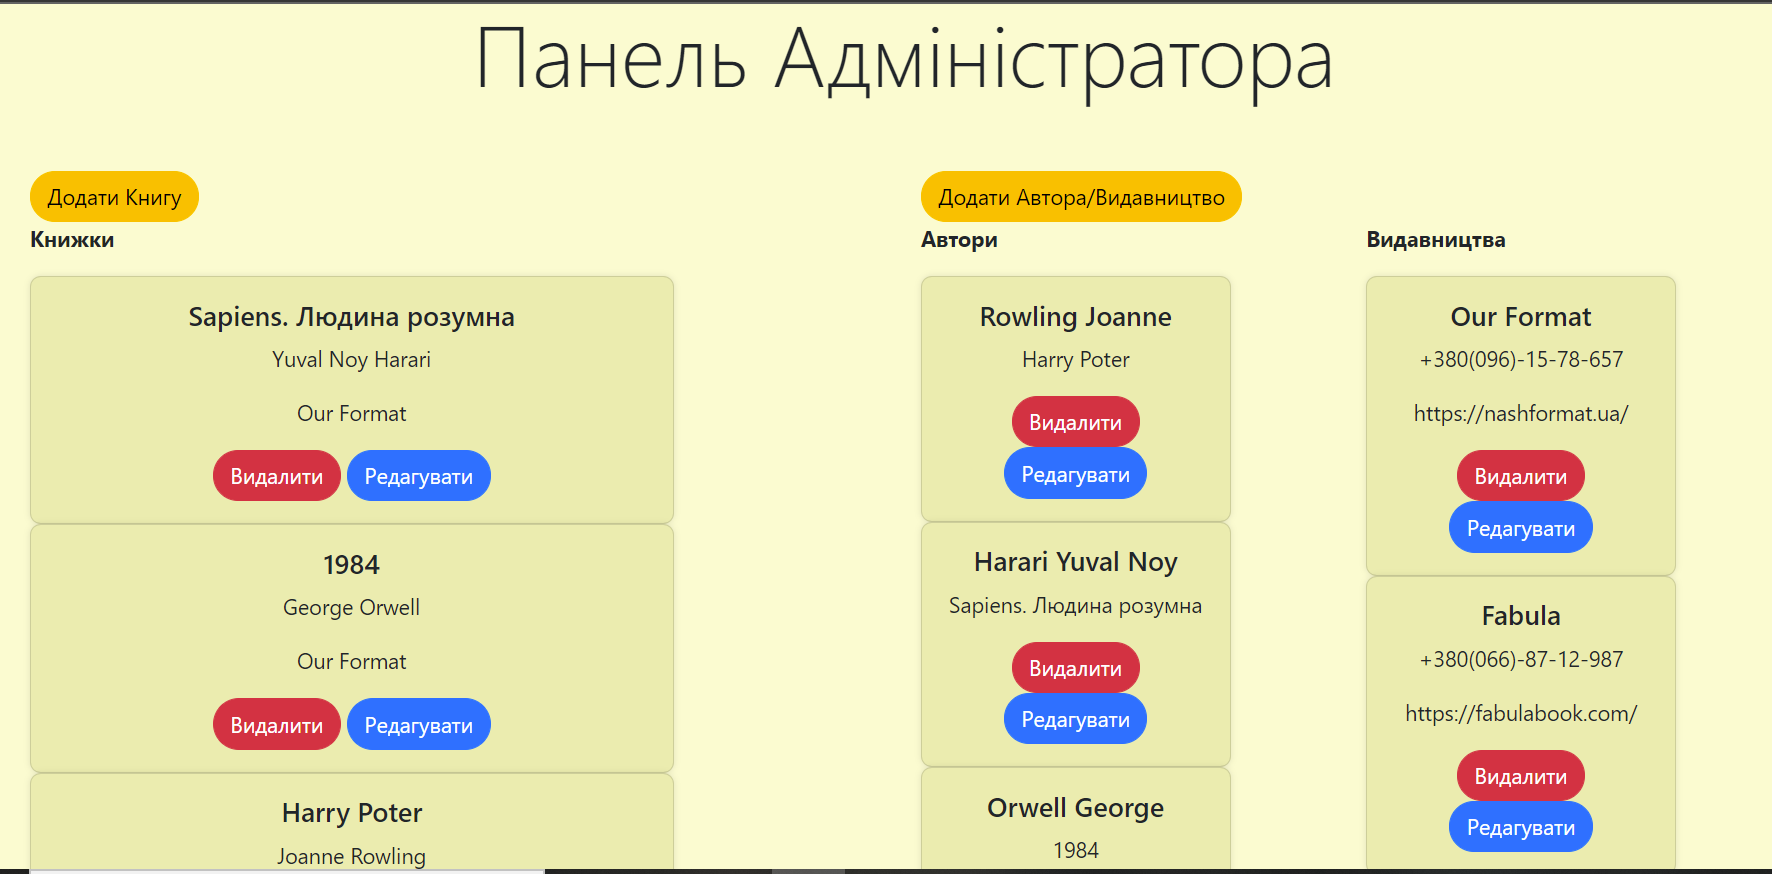 Панель Адміністратора
Додати Книгу
Книжки
Sapiens. Людина розумна
Yuval Noy Harari
Our Format
Видалити Редагувати
1984
George Orwell
Our Format
Видалити Редагувати
Harry Poter
Joanne Rowling
Додати Автора/Видавництво
Автори
Rowling Joanne
Harry Poter
Видалити
Редагувати
Harari Yuval Noy
Sapiens. Людина розумна
Видалити
Редагувати
Orwell George
1984
Видавництва
Our Format
+380(096)-15-78-657
https://nashformat.ua/
Видалити
Редагувати
Fabula
+380(066)-87-12-987
https://fabulabook.com/
Видалити
Редагувати